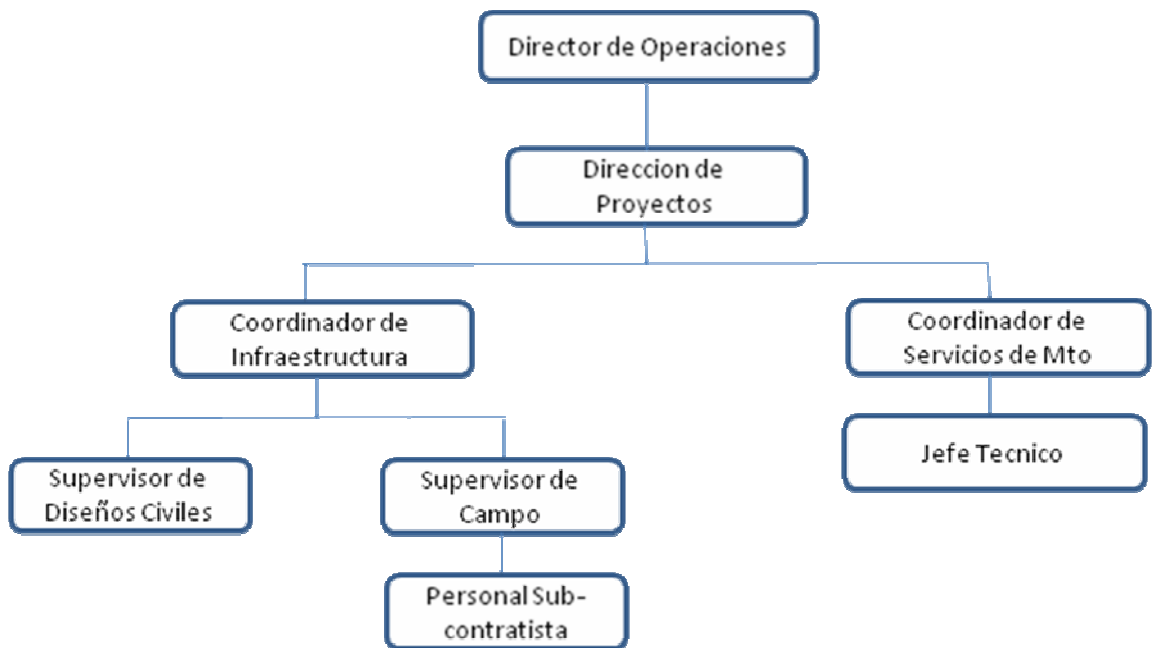 Director de Operaciones
Direccion de
Proyectos
Coordinador de
Infraestructura
Coordinador de
Servicios de Mto
Supervisor de
Diseños Civiles
Supervisor de
Campo
Jefe Tecnico
Personal Sub-
contratista